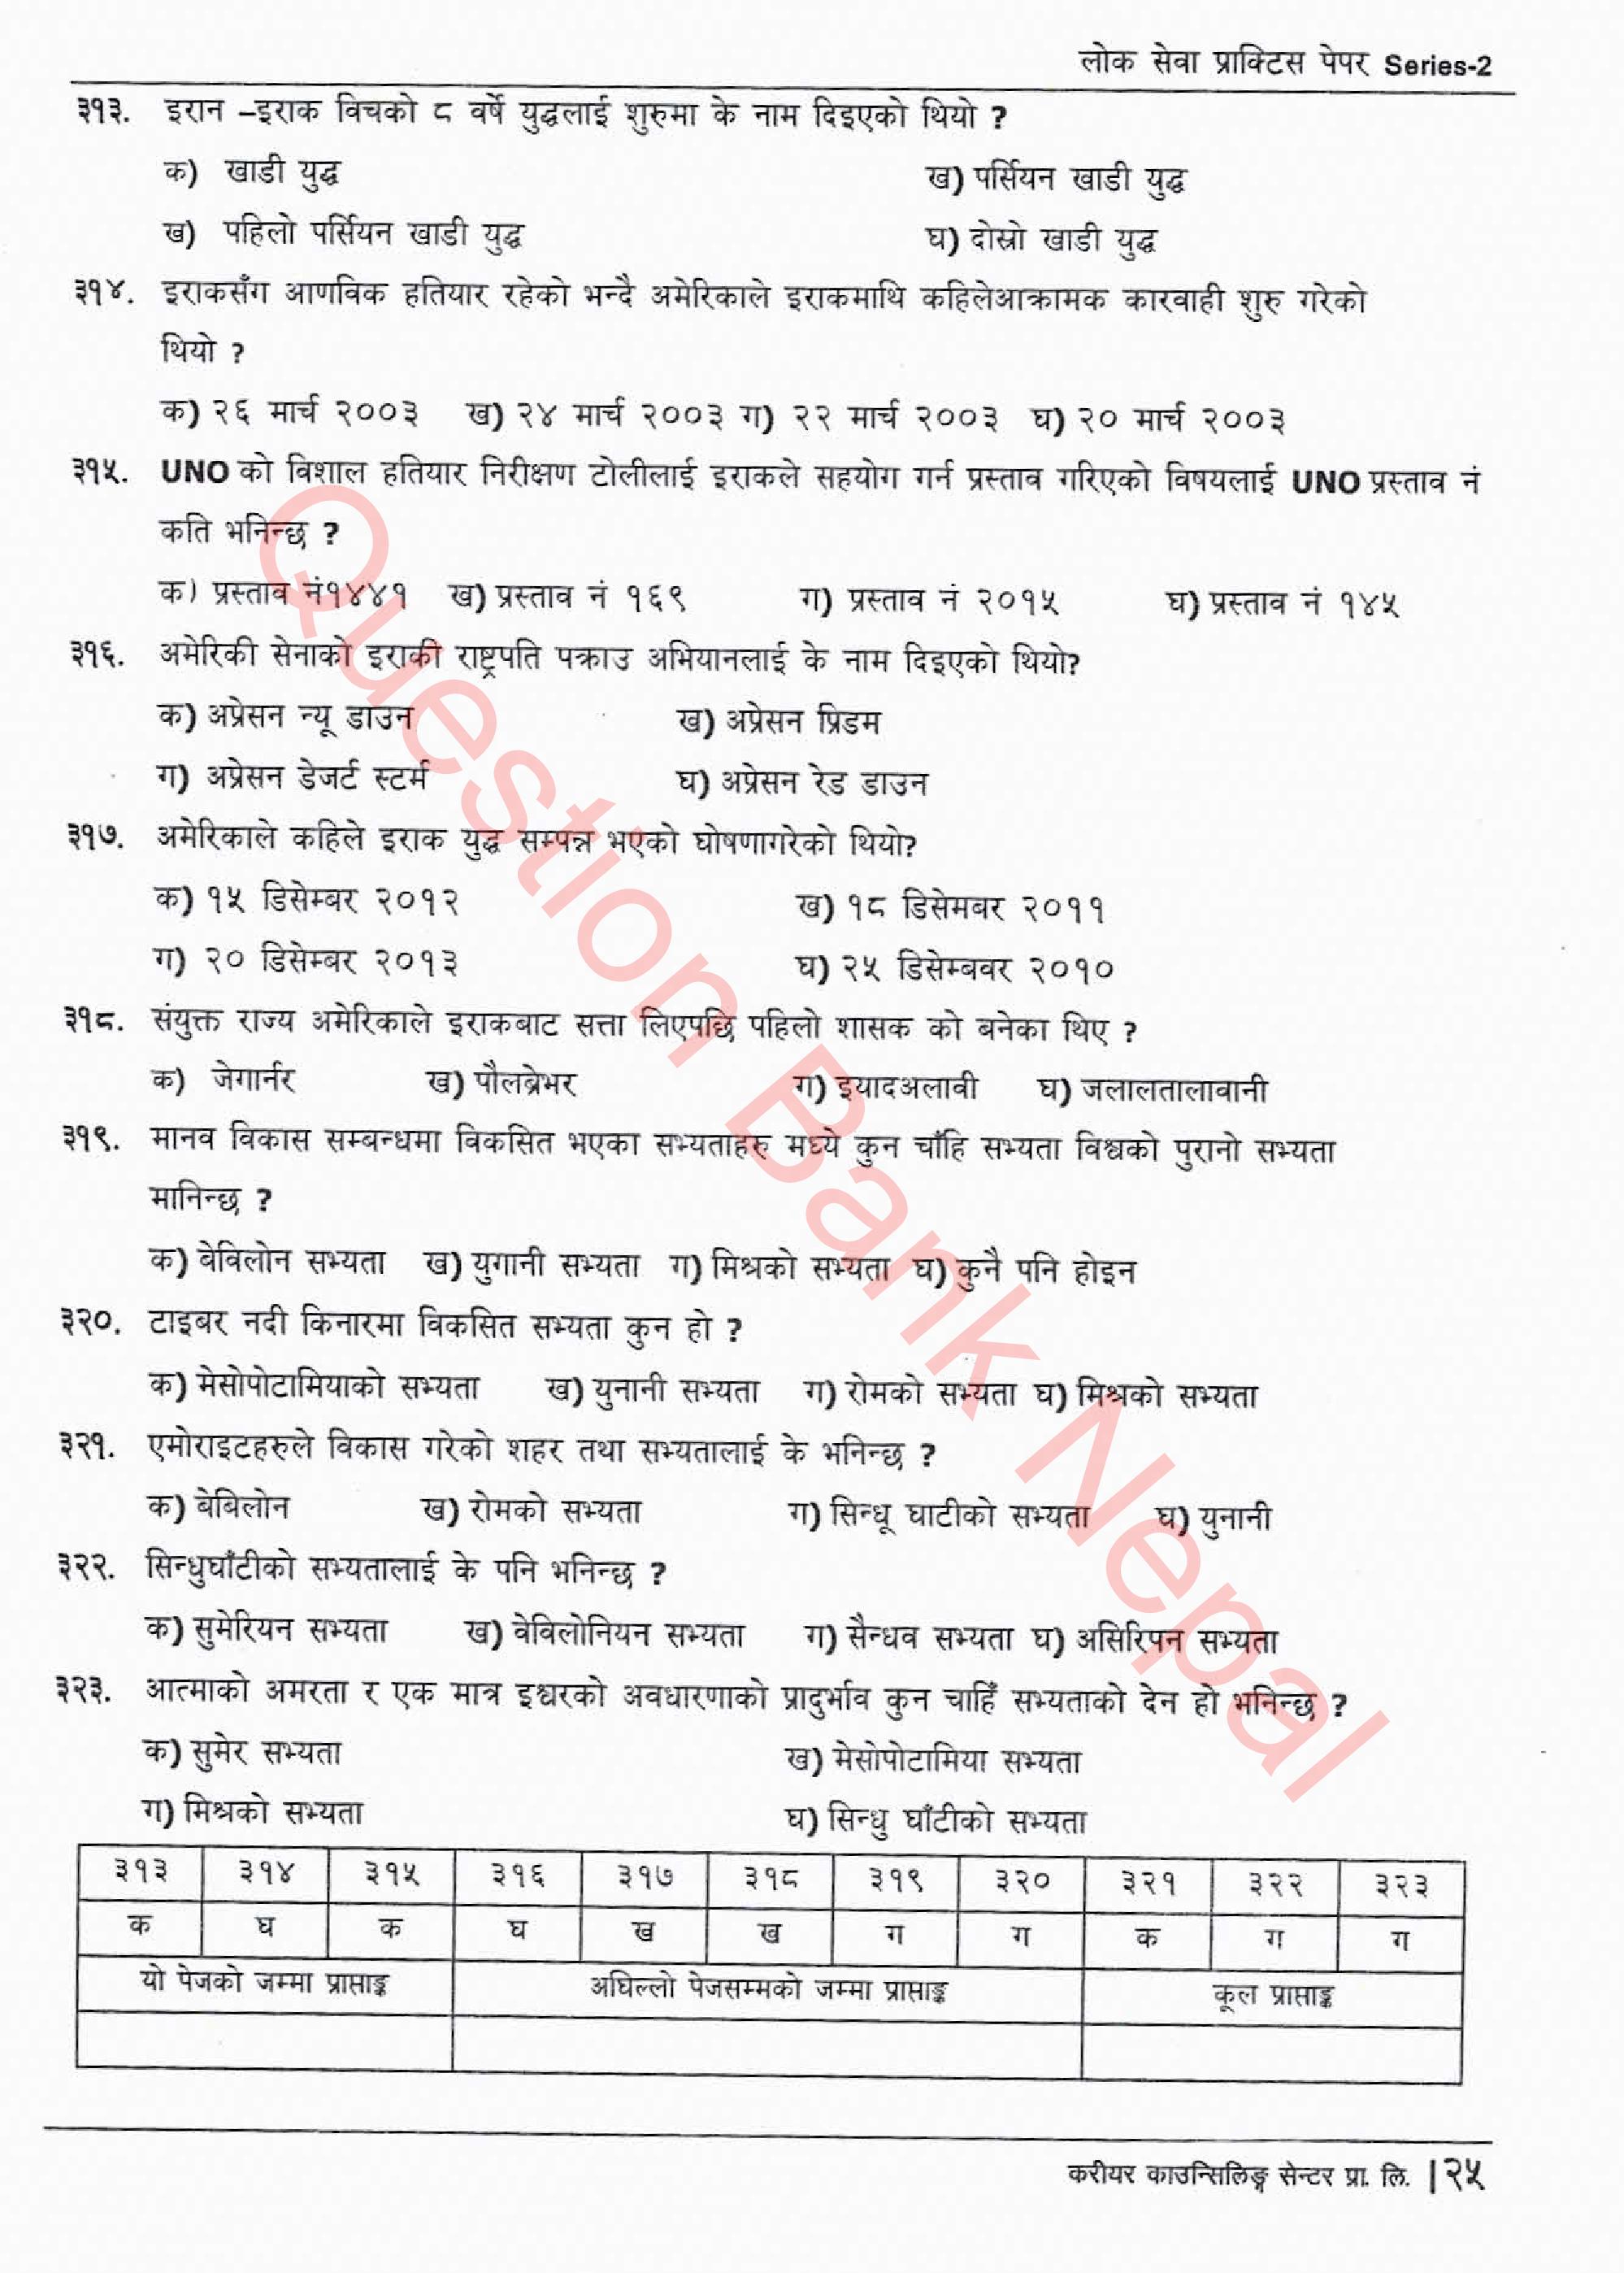 लोक सेवा प्राक्टिस पेपर Series-2
३१३. इरान –इराक विचको ८ वर्षे युद्धलाई शुरुमा के नाम दिइएको थियो ?
क) खाडी युद्ध ख) पर्सियन खाडी युद्ध
ख) पहिलो पर्सियन खाडी युद्ध घ) दोस्रो खाडी युद्ध
३१४. इराकसँग आणविक हतियार रहेको भन्दै अमेरिकाले इराकमाथि कहिलेआक्रामक कारवाही शुरु गरेको
थियो ?
क) २६ मार्च २००३ ख) २४ मार्च २००३ ग) २२ मार्च २००३ घ) २० मार्च २००३
३१५. UNO को विशाल हतियार निरीक्षण टोलीलाई इराकले सहयोग गर्न प्रस्ताव गरिएको विषयलाई UNO प्रस्ताव नं
कति भनिन्छ ?
क) प्रस्ताव नं१४४१ ख) प्रस्ताव नं १६९ ग) प्रस्ताव नं २०१५ घ) प्रस्ताव नं १४५
३१६. अमेरिकी सेनाको इराकी राष्ट्रपति पक्राउ अभियानलाई के नाम दिइएको थियो?
क) अप्रेसन न्यू डाउन ख) अप्रेसन प्रिडम
ग) अप्रेसन डेजर्ट स्टर्म घ) अप्रेसन रेड डाउन
३१७. अमेरिकाले कहिले इराक युद्ध सम्पन्न भएको घोषणागरेको थियो?
क) १५ डिसेम्बर २०१२ ख) १८ डिसेमबर २०११
ग) २० डिसेम्बर २०१३ घ) २५ डिसेम्बवर २०१०
३१८. संयुक्त राज्य अमेरिकाले इराकबाट सत्ता लिएपछि पहिलो शासक को बनेका थिए ?
क) जेगार्नर ख) पौलब्रेभर ग) इयादअलावी घ) जलालतालावानी
३१९. मानव विकास सम्बन्धमा विकसित भएका सभ्यताहरु मध्ये कुन चाँहि सभ्यता विश्वको पुरानो सभ्यता
मानिन्छ ?
क) बेविलोन सभ्यता ख) युगानी सभ्यता ग) मिश्रको सभ्यता घ) कुनै पनि होइन
३२०. टाइबर नदी किनारमा विकसित सभ्यता कुन हो ?
क) मेसोपोटामियाको सभ्यता ख) युनानी सभ्यता ग) रोमको सभ्यता घ) मिश्रको सभ्यता
३२१. एमोराइटहरुले विकास गरेको शहर तथा सभ्यतालाई के भनिन्छ ?
क) बेबिलोन ख) रोमको सभ्यता ग) सिन्धू घाटीको सभ्यता घ) युनानी
३२२. सिन्धुघाँटीको सभ्यतालाई के पनि भनिन्छ ?
क) सुमेरियन सभ्यता ख) वेविलोनियन सभ्यता ग) सैन्धव सभ्यता घ) असिरिपन सभ्यता
३२३. आत्माको अमरता र एक मात्र इश्वरको अवधारणाको प्रादुर्भाव कुन चाहिँ सभ्यताको देन हो भनिन्छ ?
क) सुमेर सभ्यता ख) मेसोपोटामिया सभ्यता
ग) मिश्रको सभ्यता घ) सिन्धु घाँटीको सभ्यता
३१३ ३१४ ३१५ ३१६ ३१७ ३१८ ३१९ ३२० ३२१ ३२२ ३२३
क घ क घ ख ख ग ग क ग ग
यो पेजको जम्मा प्राप्ताङ्क अघिल्लो पेजसम्मको जम्मा प्राप्ताङ्क कूल प्राप्ताङ्क
करीयर काउन्सिलिङ्ग सेन्टर प्रा. लि. |२५
Question Bank Nepal